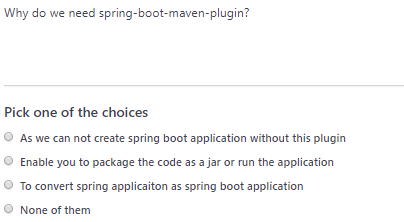 Why do we need spring-boot-maven-plugin?
Pick one of the choices
As we can not create spring boot application without this plugin
Enable you to package the code as a jar or run the application
To convert spring applicaiton as spring boot application
None of them